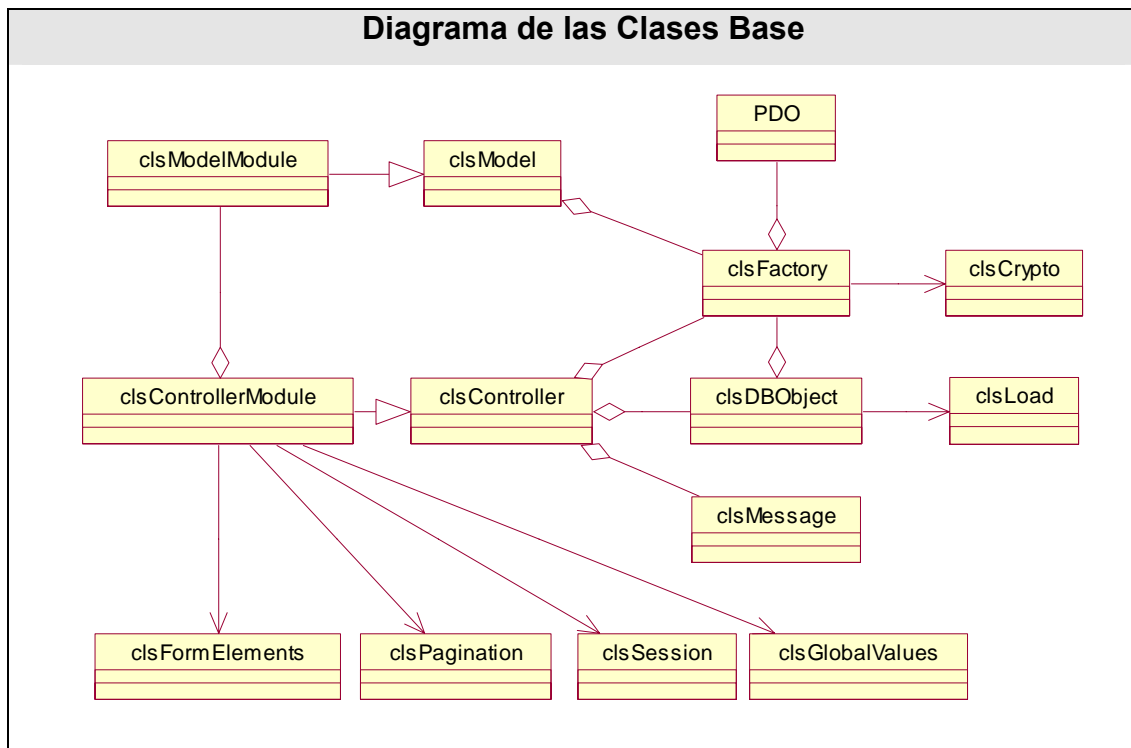 Diagrama de las Clases Base
PDO
clsModelModule
clsModel
clsFactory
clsCrypto
clsControllerModule
clsController
clsDBObject
clsLoad
clsMessage
clsFormElements
clsPagination
clsSession
clsGlobalValues